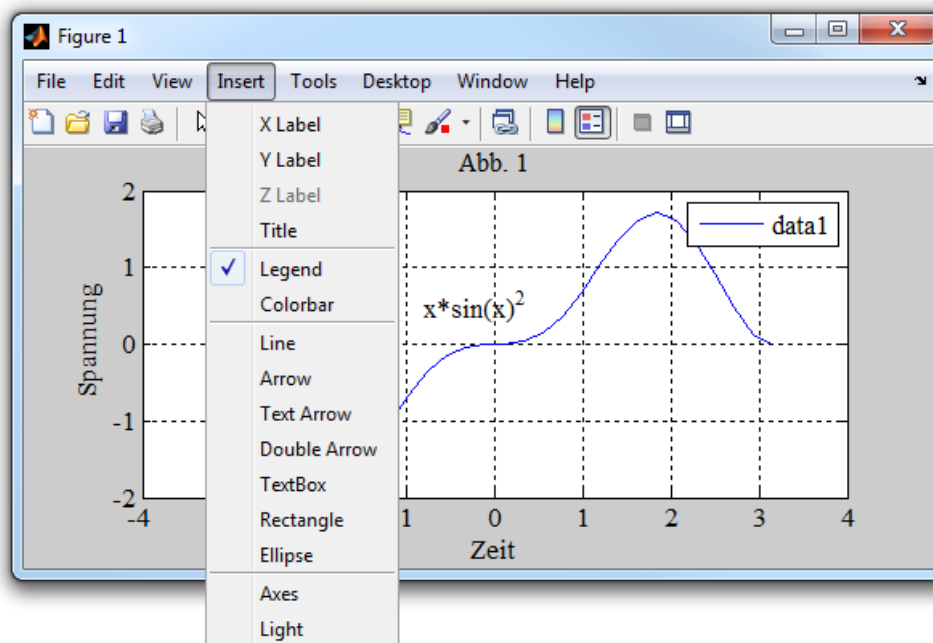 Figure 1
File Edit View Insert Tools Desktop Window Help
X Label
Y Label
Z Label
Title
Legend
Colorbar
Line
Arrow
Text Arrow
Double Arrow
TextBox
Rectangle
Ellipse
Axes
Light
Abb. 1
data1
x*sin(x)²
Spannung
2
1
0
-1
-2
-4 1 0 1 2 3 4
Zeit